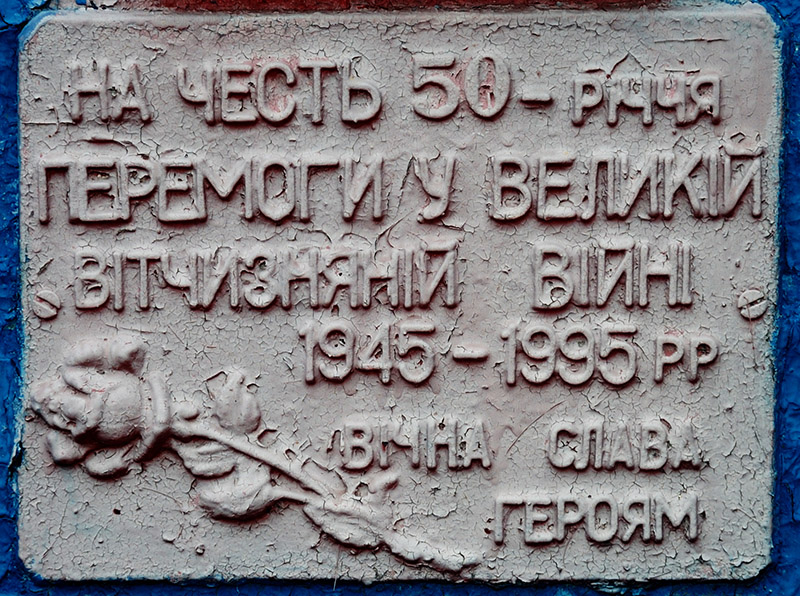 НА ЧЕСТЬ 50-річчя
ПЕРЕМОГИ У ВЕЛИКІЙ
ВІТЧИЗНЯНІЙ ВІЙНІ
1945-1995 РР
ВІЧНА СЛАВА
ГЕРОЯМ